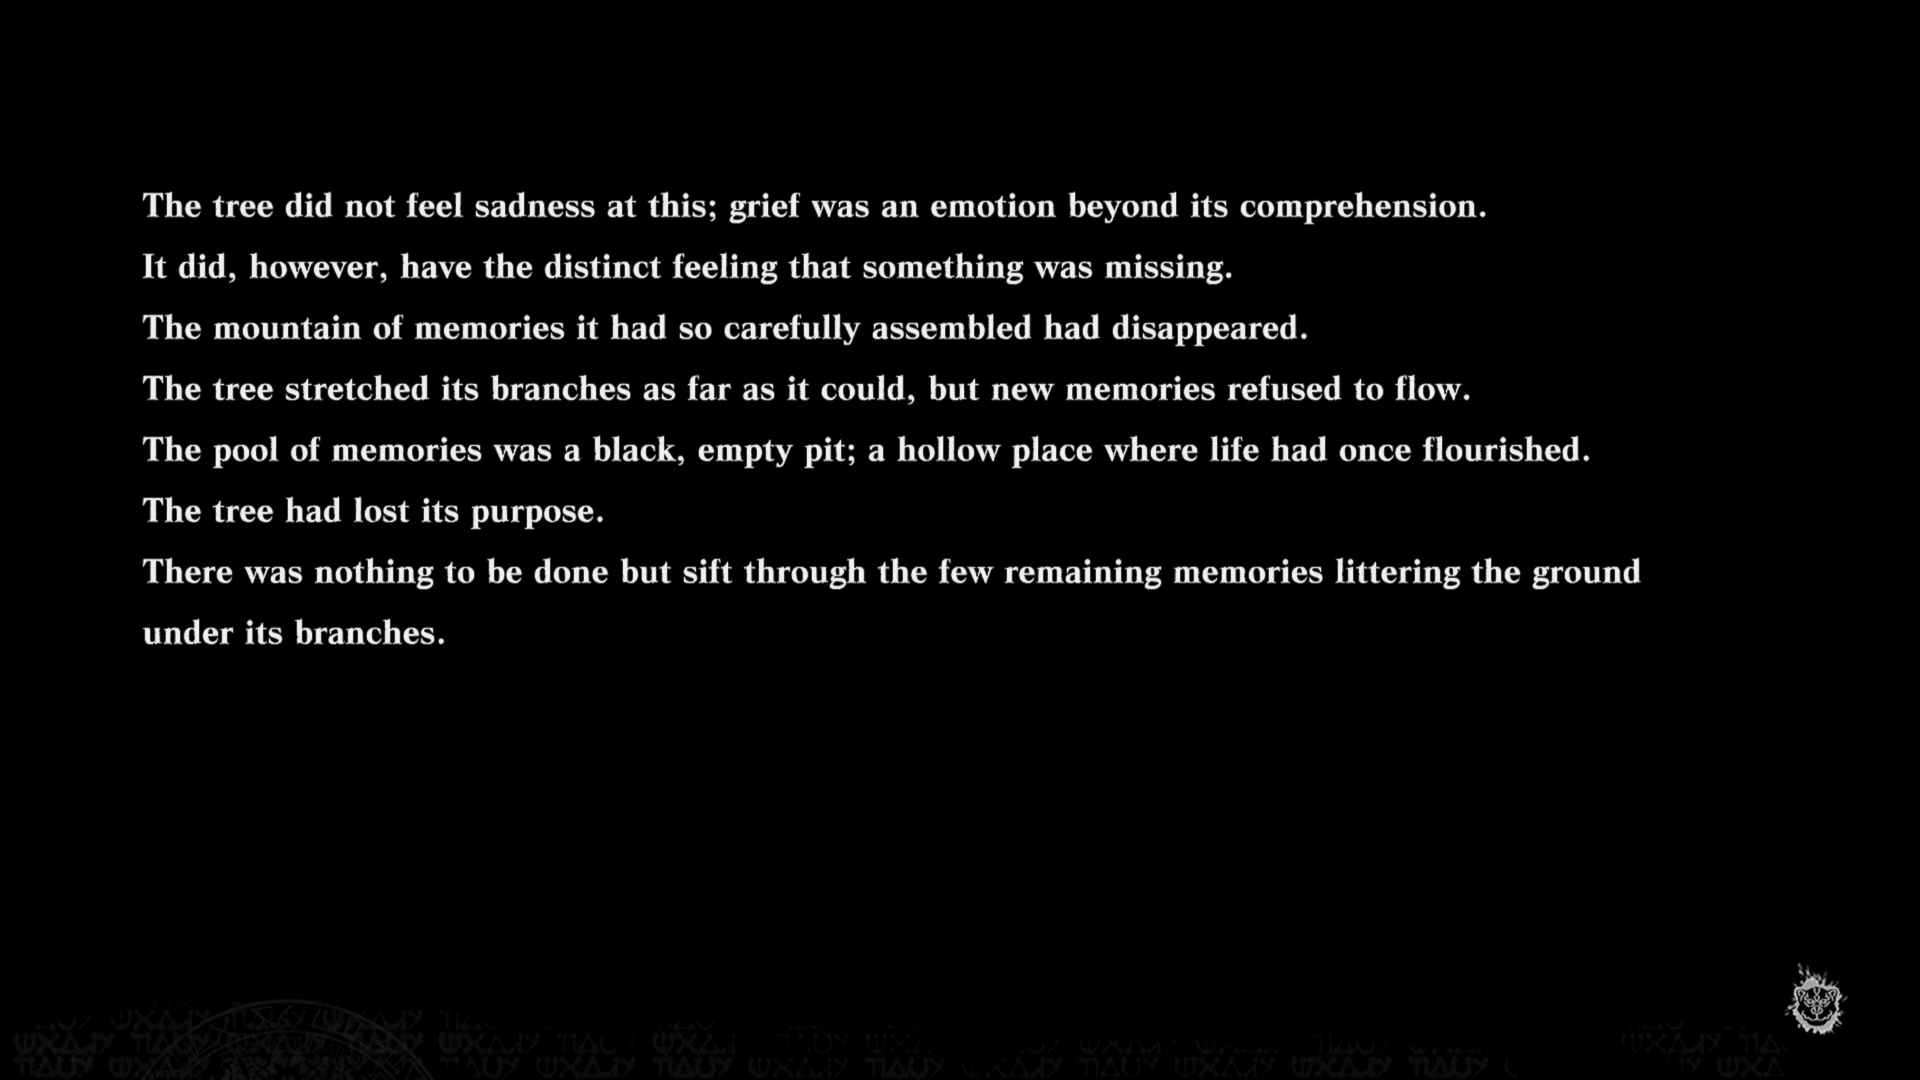 The tree did not feel sadness at this; grief was an emotion beyond its comprehension.
It did, however, have the distinct feeling that something was missing.
The mountain of memories it had so carefully assembled had disappeared.
The tree stretched its branches as far as it could, but new memories refused to flow.
The pool of memories was a black, empty pit; a hollow place where life had once flourished.
The tree had lost its purpose.
There was nothing to be done but sift through the few remaining memories littering the ground
under its branches.